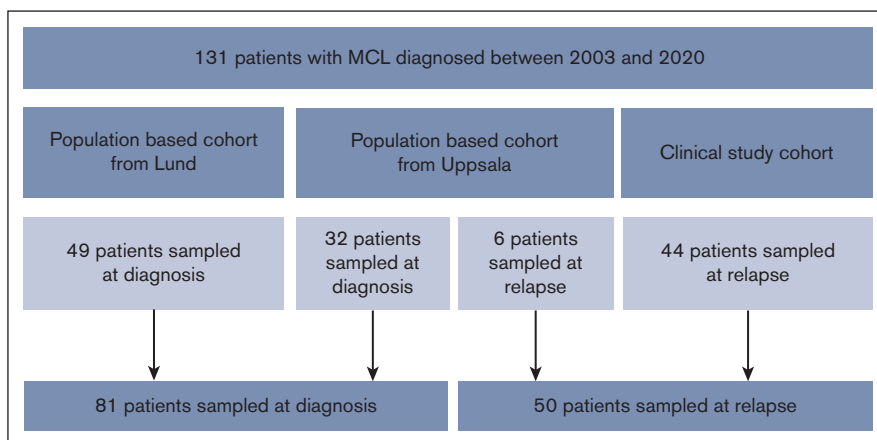 131 patients with MCL diagnosed between 2003 and 2020
Population based cohort
from Lund
Population based cohort
from Uppsala
Clinical study cohort
49 patients sampled
at diagnosis
32 patients
sampled at
diagnosis
6 patients
sampled at
relapse
44 patients sampled
at relapse
81 patients sampled at diagnosis
50 patients sampled at relapse